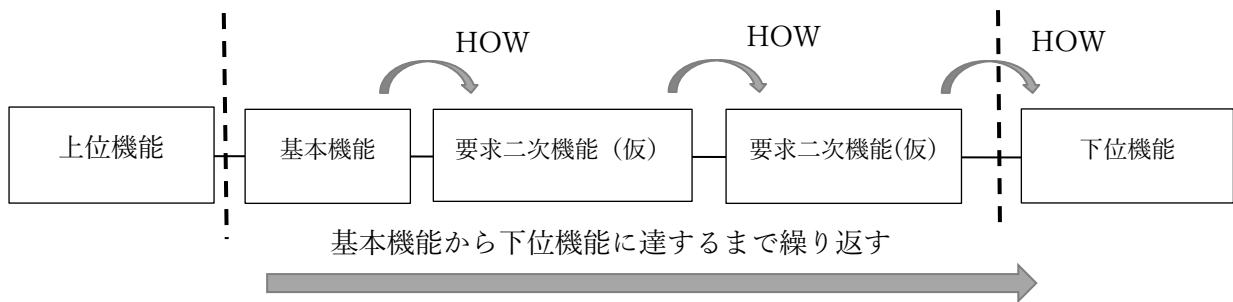 HOW
HOW
HOW
上位機能
基本機能
要求二次機能（仮）
要求二次機能(仮)
下位機能
基本機能から下位機能に達するまで繰り返す